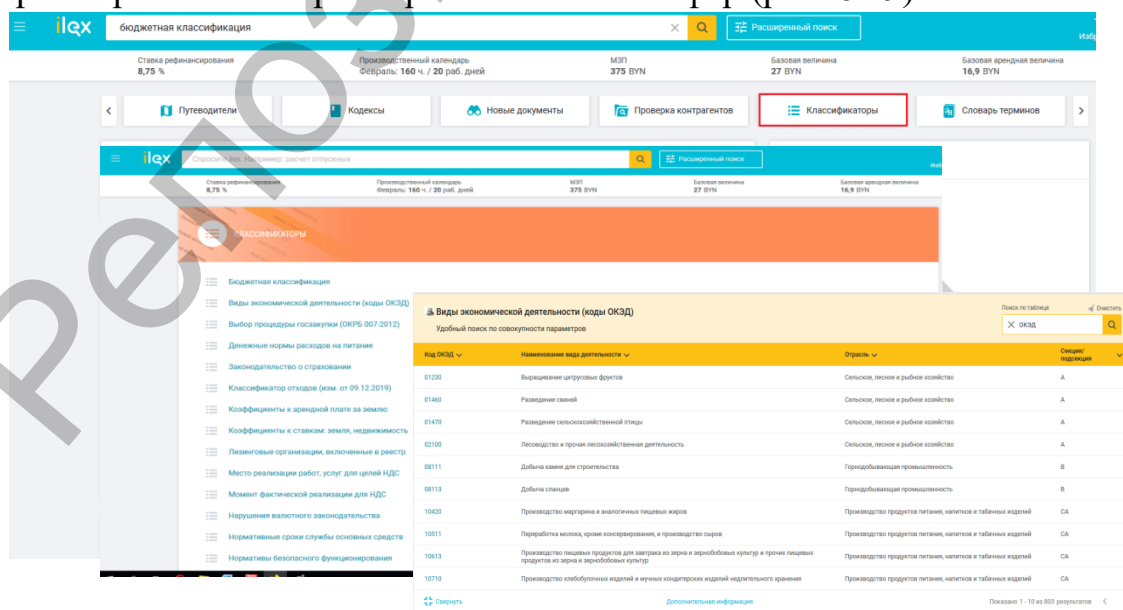 ilex
бюджетная классификация
Расширенный поиск
Ставка рефинансирования
8,75 %
Производственный календарь
Февраль: 160 ч. / 20 раб. дней
МЗП
375 BYN
Базовая величина
27 BYN
Базовая арендная величина
16,9 BYN
Путеводители
Кодексы
Новые документы
Проверка контрагентов
Классификаторы
Словарь терминов
ilex
Спросите ilex. Например: расчет отпускных
Расширенный поиск
Ставка рефинансирования
8,75 %
Производственный календарь
Февраль: 160 ч. / 20 раб. дней
МЗП
375 BYN
Базовая величина
27 BYN
Базовая арендная величина
16,9 BYN
КЛАССИФИКАТОРЫ
Бюджетная классификация
Виды экономической деятельности (коды ОКЭД)
Выбор процедуры госзакупки (ОКРБ 007-2012)
Денежные нормы расходов на питание
Законодательство о страховании
Классификатор отходов (изм. от 09.12.2019)
Коэффициенты к арендной плате за землю
Коэффициенты к ставкам: земля, недвижимость
Лизинговые организации, включенные в реестр
Место реализации работ, услуг для целей НДС
Момент фактической реализации для НДС
Нарушения валютного законодательства
Нормативные сроки службы основных средств
Нормативы безопасного функционирования
Виды экономической деятельности (коды ОКЭД)
Удобный поиск по совокупности параметров
Поиск по таблице
Очистить
окэд
Код ОКЭД Наименование вида деятельности Отрасль Секция/подсекция
01230 Выращивание цитрусовых фруктов Сельское, лесное и рыбное хозяйство A
01460 Разведение свиней Сельское, лесное и рыбное хозяйство A
01470 Разведение сельскохозяйственной птицы Сельское, лесное и рыбное хозяйство A
02100 Лесоводство и прочая лесохозяйственная деятельность Сельское, лесное и рыбное хозяйство A
08111 Добыча камня для строительства Горнодобывающая промышленность B
08113 Добыча сланцев Горнодобывающая промышленность B
10420 Производство маргарина и аналогичных пищевых жиров Производство продуктов питания, напитков и табачных изделий CA
10511 Переработка молока, кроме консервирования, и производство сыров Производство продуктов питания, напитков и табачных изделий CA
10613 Производство пищевых продуктов для завтрака из зерна и зернобобовых культур и прочих пищевых продуктов из зерна и зернобобовых культур Производство продуктов питания, напитков и табачных изделий CA
10710 Производство хлебобулочных изделий и мучных кондитерских изделий недлительного хранения Производство продуктов питания, напитков и табачных изделий CA
Свернуть
Дополнительная информация
Показано 1 - 10 из 803 результатов